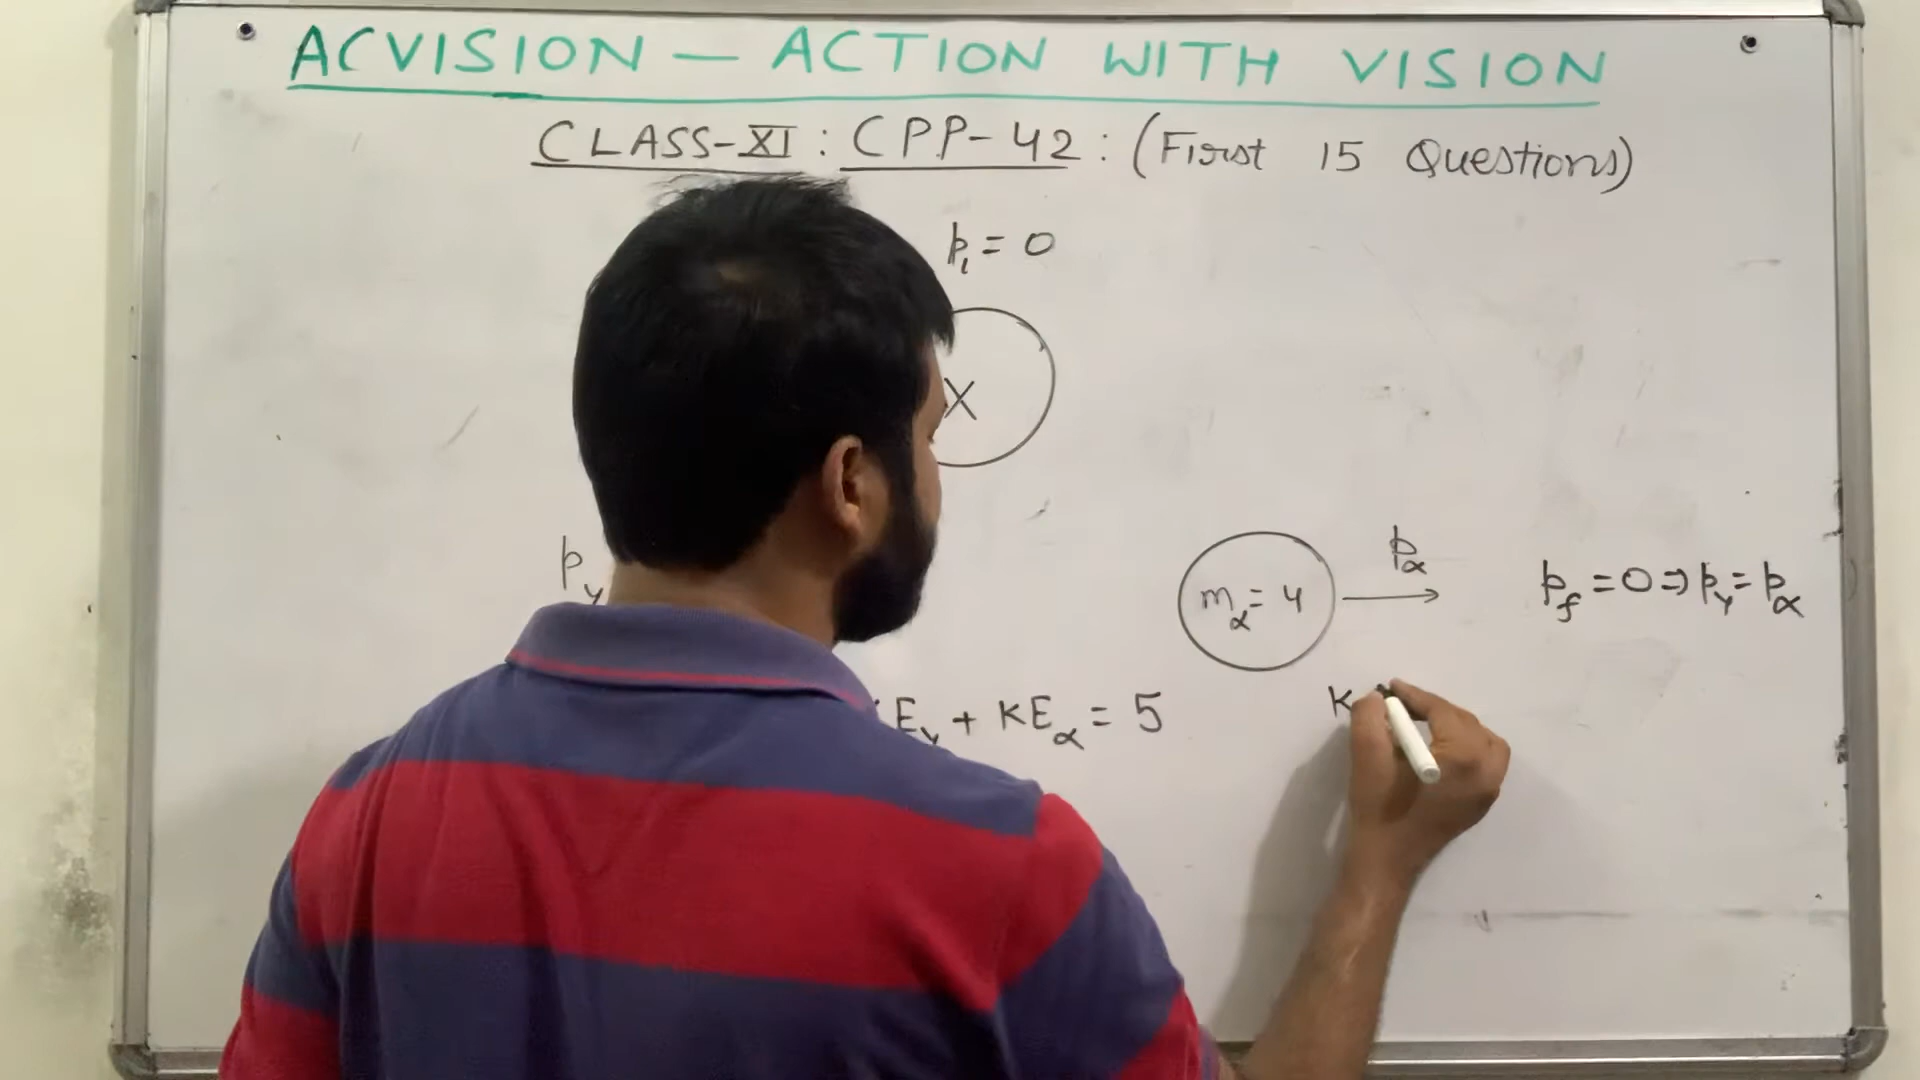 ACVISION — ACTION WITH VISION
CLASS-XI : CPP-42 : (First 15 Questions)
p_i = 0
X
p_y
m_α = 4
p_α
p_f = 0 ⇒ p_y = p_α
E_y + KE_α = 5
K